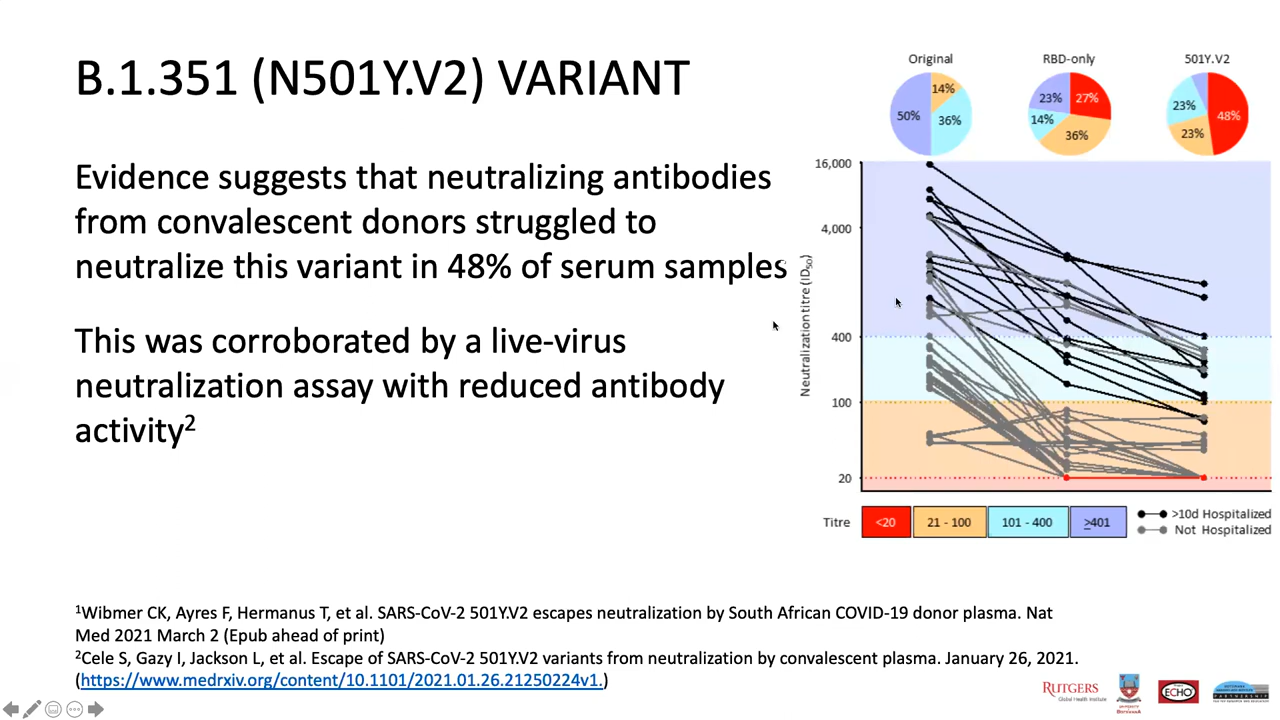 B.1.351 (N501Y.V2) VARIANT
Evidence suggests that neutralizing antibodies
from convalescent donors struggled to
neutralize this variant in 48% of serum samples
This was corroborated by a live-virus
neutralization assay with reduced antibody
activity²
Original
RBD-only
501Y.V2
14%
50%
36%
23%
27%
14%
36%
23%
48%
23%
16,000
4,000
400
100
20
Neutralization titre (ID50)
Titre
<20
21 - 100
101 - 400
≥401
>10d Hospitalized
Not Hospitalized
¹Wibmer CK, Ayres F, Hermanus T, et al. SARS-CoV-2 501Y.V2 escapes neutralization by South African COVID-19 donor plasma. Nat
Med 2021 March 2 (Epub ahead of print)
²Cele S, Gazy I, Jackson L, et al. Escape of SARS-CoV-2 501Y.V2 variants from neutralization by convalescent plasma. January 26, 2021.
(https://www.medrxiv.org/content/10.1101/2021.01.26.21250224v1.)
RUTGERS
Global Health Institute
ECHO
PARTNERSHIP